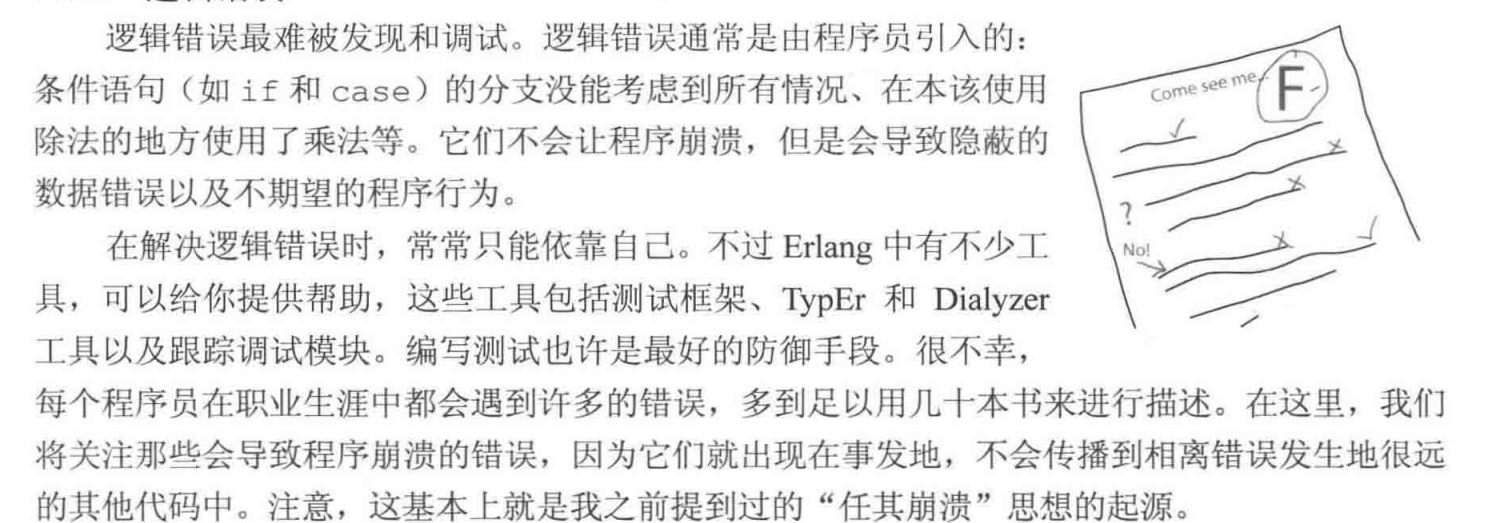 逻辑错误最难被发现和调试。逻辑错误通常是由程序员引入的：
条件语句（如 if 和 case）的分支没能考虑到所有情况、在本该使用
除法的地方使用了乘法等。它们不会让程序崩溃，但是会导致隐蔽的
数据错误以及不期望的程序行为。
在解决逻辑错误时，常常只能依靠自己。不过 Erlang 中有不少工
具，可以给你提供帮助，这些工具包括测试框架、TypEr 和 Dialyzer
工具以及跟踪调试模块。编写测试也许是最好的防御手段。很不幸，
每个程序员在职业生涯中都会遇到许多的错误，多到足以用几十本书来进行描述。在这里，我们
将关注那些会导致程序崩溃的错误，因为它们就出现在事发地，不会传播到相离错误发生地很远
的其他代码中。注意，这基本上就是我之前提到过的“任其崩溃”思想的起源。
Come see me... F
?
No!